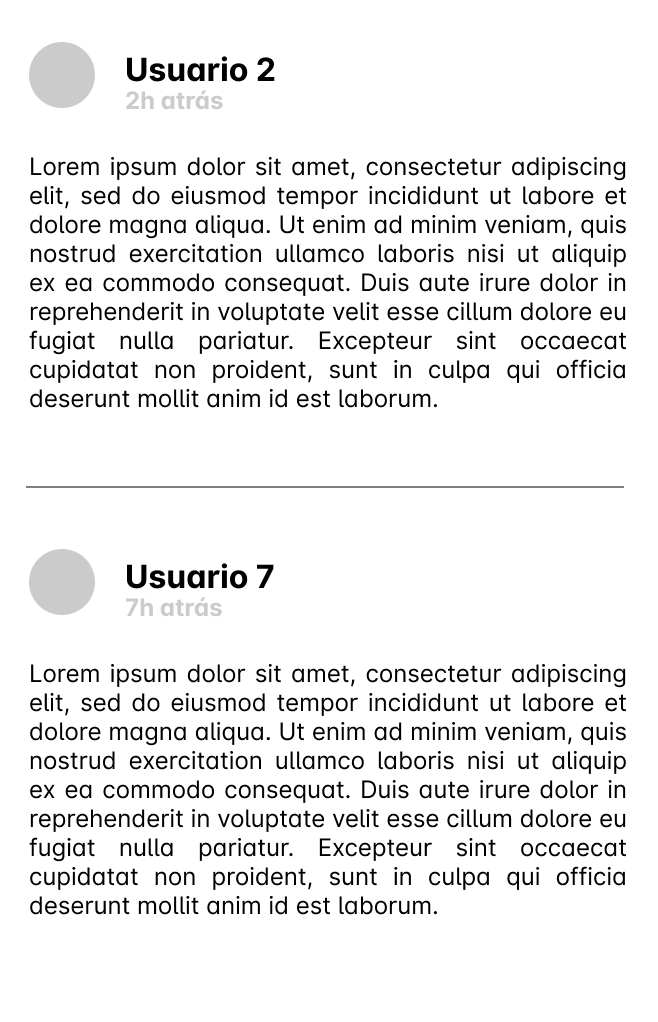 Usuario 2
2h atrás
Lorem ipsum dolor sit amet, consectetur adipiscing
elit, sed do eiusmod tempor incididunt ut labore et
dolore magna aliqua. Ut enim ad minim veniam, quis
nostrud exercitation ullamco laboris nisi ut aliquip
ex ea commodo consequat. Duis aute irure dolor in
reprehenderit in voluptate velit esse cillum dolore eu
fugiat nulla pariatur. Excepteur sint occaecat
cupidatat non proident, sunt in culpa qui officia
deserunt mollit anim id est laborum.
Usuario 7
7h atrás
Lorem ipsum dolor sit amet, consectetur adipiscing
elit, sed do eiusmod tempor incididunt ut labore et
dolore magna aliqua. Ut enim ad minim veniam, quis
nostrud exercitation ullamco laboris nisi ut aliquip
ex ea commodo consequat. Duis aute irure dolor in
reprehenderit in voluptate velit esse cillum dolore eu
fugiat nulla pariatur. Excepteur sint occaecat
cupidatat non proident, sunt in culpa qui officia
deserunt mollit anim id est laborum.